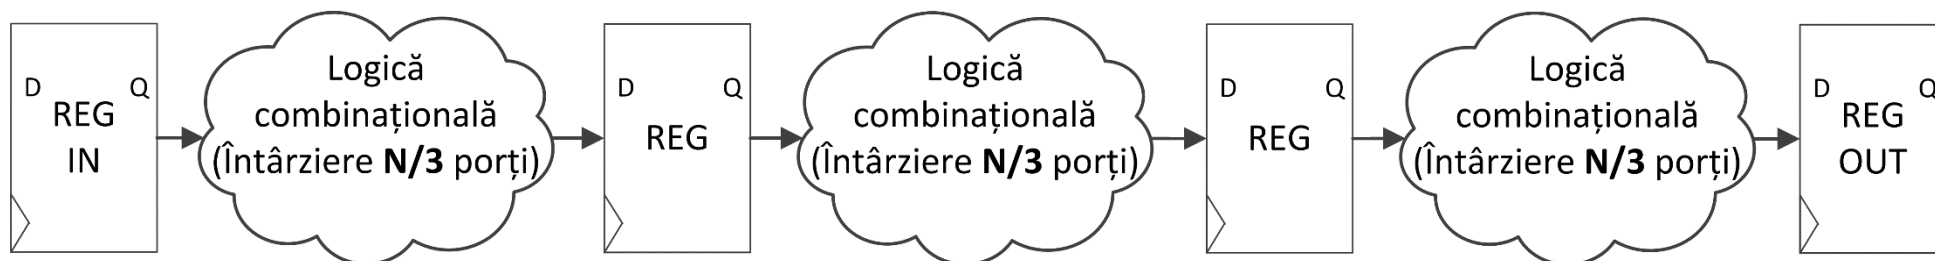 D Q
REG
IN
Logică
combinațională
(Întârziere N/3 porți)
D Q
REG
Logică
combinațională
(Întârziere N/3 porți)
D Q
REG
Logică
combinațională
(Întârziere N/3 porți)
D Q
REG
OUT